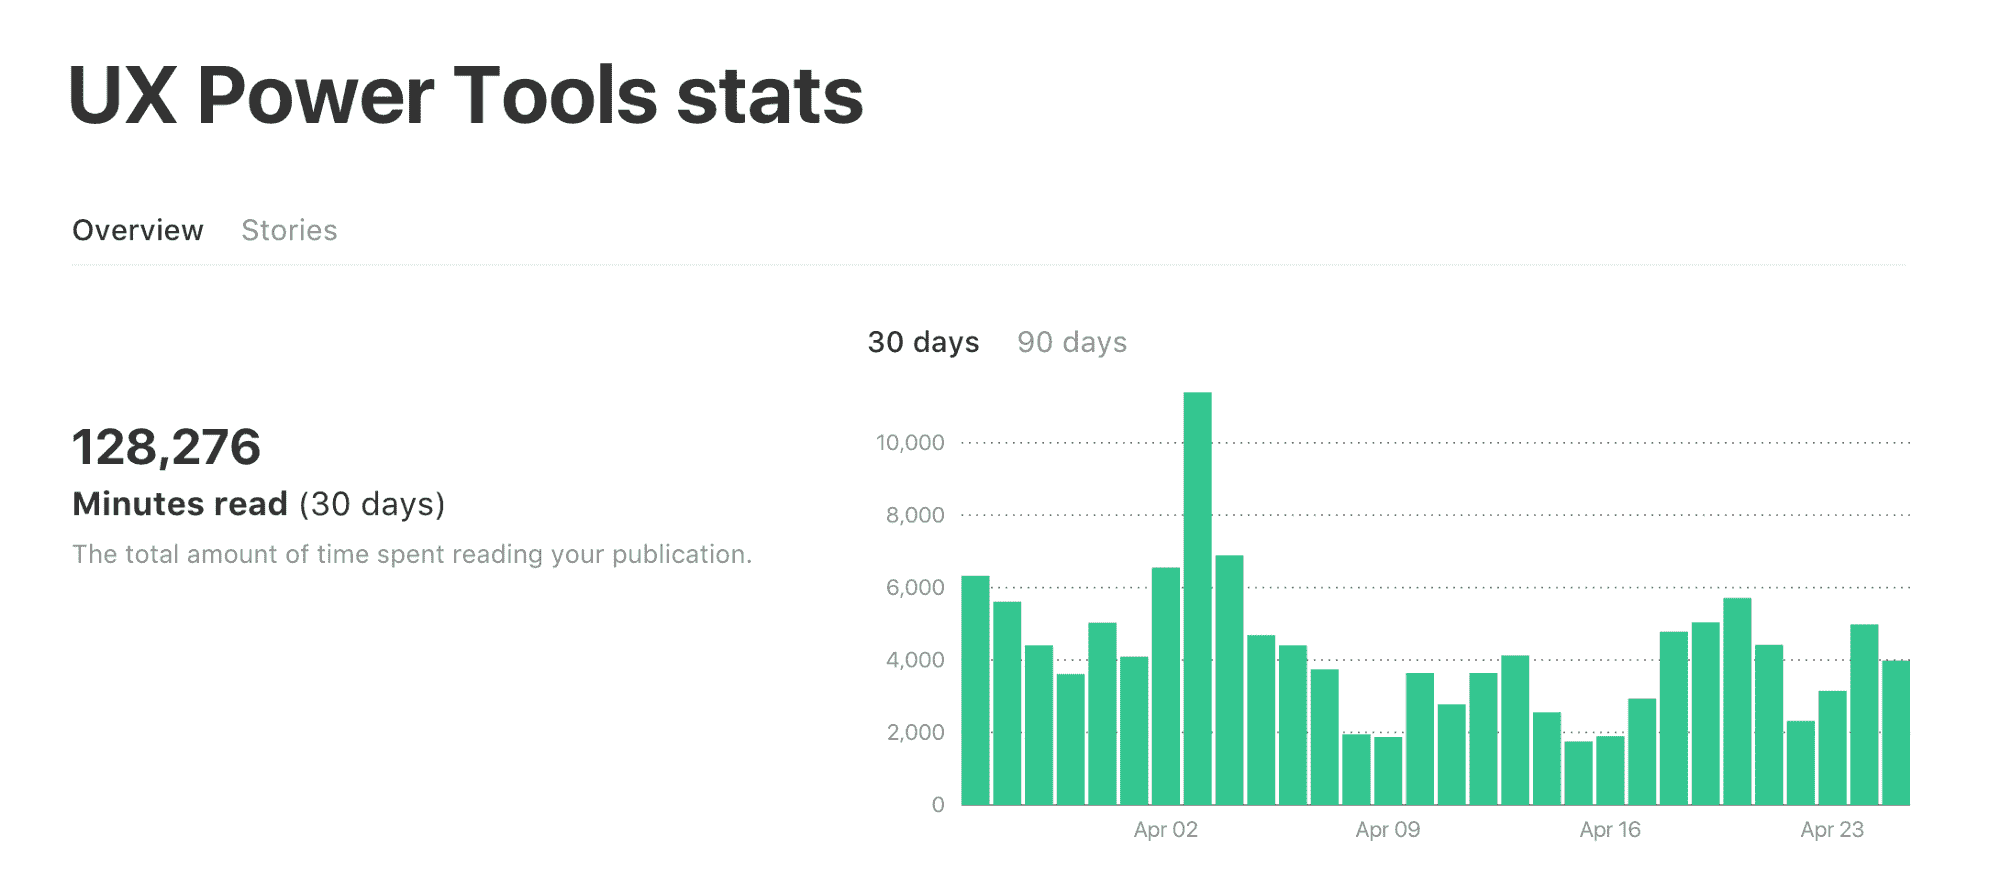 UX Power Tools stats
Overview Stories
30 days 90 days
128,276
Minutes read (30 days)
The total amount of time spent reading your publication.
10,000
8,000
6,000
4,000
2,000
0
Apr 02 Apr 09 Apr 16 Apr 23